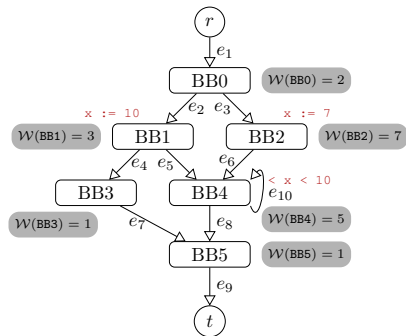 r
e1
BB0 W(BB0) = 2
e2 e3
x := 10 x := 7
W(BB1) = 3 BB1 BB2 W(BB2) = 7
e4 e5 e6
< x < 10
BB3 BB4 e10
W(BB3) = 1 e7 e8 W(BB4) = 5
BB5 W(BB5) = 1
e9
t